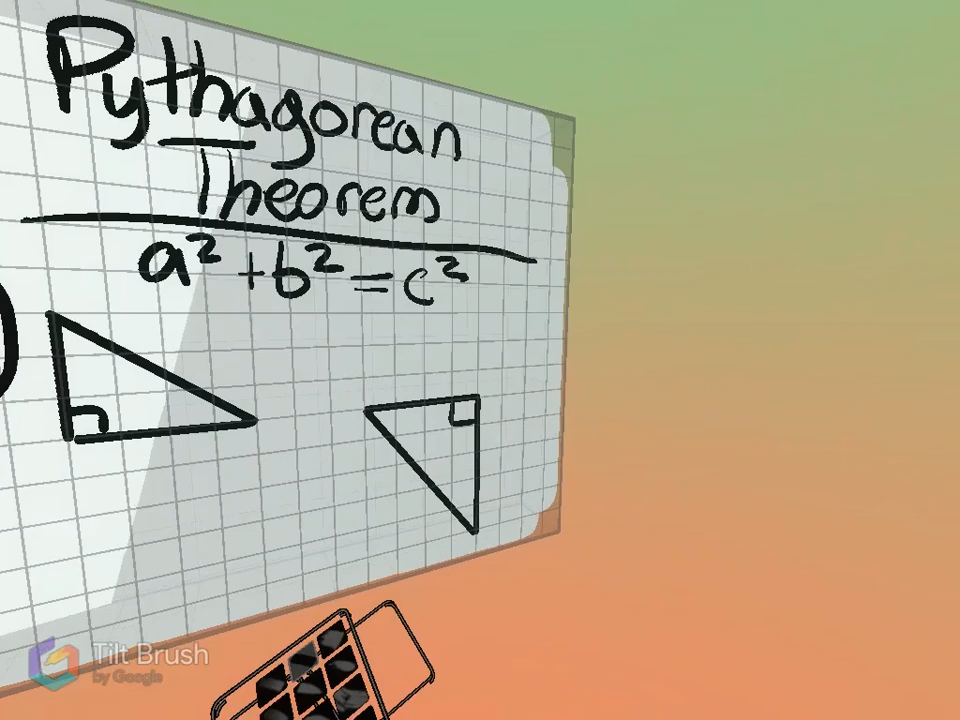 Pythagorean
Theorem
a² + b² = c²
Tilt Brush
by Google